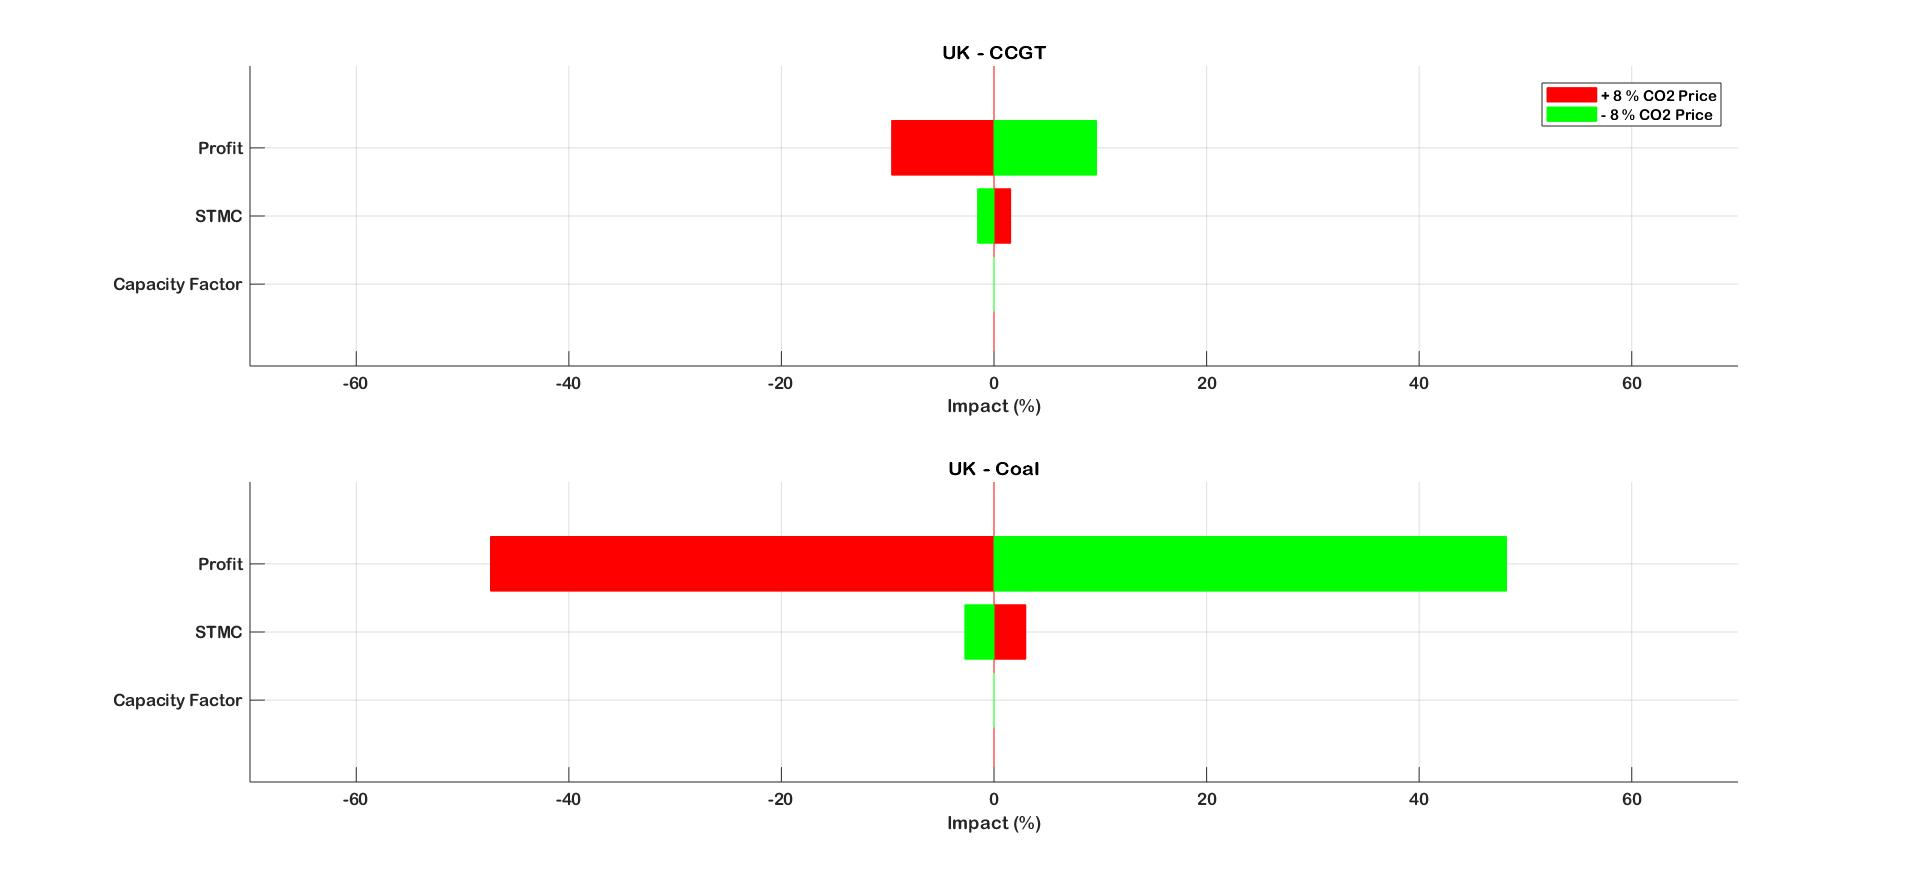 UK - CCGT
+ 8 % CO2 Price
- 8 % CO2 Price
Profit
STMC
Capacity Factor
-60 -40 -20 0 20 40 60
Impact (%)
UK - Coal
Profit
STMC
Capacity Factor
-60 -40 -20 0 20 40 60
Impact (%)